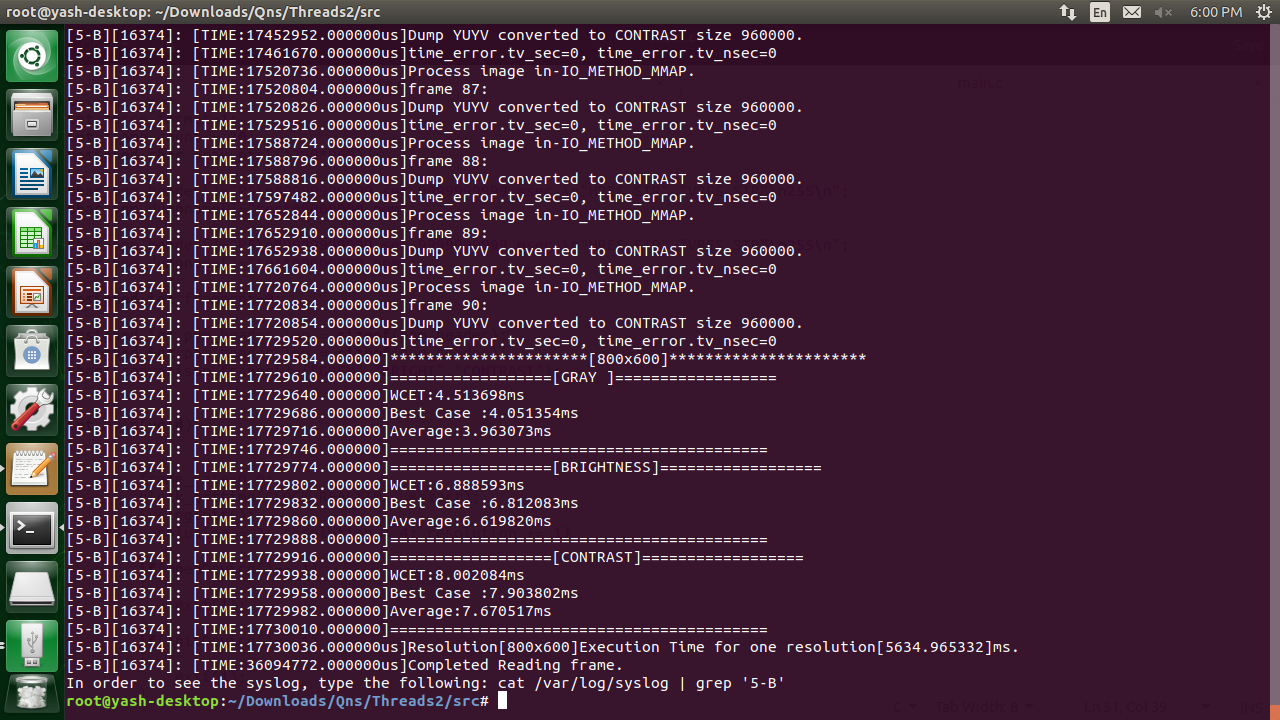 root@yash-desktop: ~/Downloads/Qns/Threads2/src
En
6:00 PM
[5-B][16374]: [TIME:17452952.000000us]Dump YUYV converted to CONTRAST size 960000.
[5-B][16374]: [TIME:17461670.000000us]time_error.tv_sec=0, time_error.tv_nsec=0
[5-B][16374]: [TIME:17520736.000000us]Process image in-IO_METHOD_MMAP.
[5-B][16374]: [TIME:17520804.000000us]frame 87:
[5-B][16374]: [TIME:17520826.000000us]Dump YUYV converted to CONTRAST size 960000.
[5-B][16374]: [TIME:17529516.000000us]time_error.tv_sec=0, time_error.tv_nsec=0
[5-B][16374]: [TIME:17588724.000000us]Process image in-IO_METHOD_MMAP.
[5-B][16374]: [TIME:17588796.000000us]frame 88:
[5-B][16374]: [TIME:17588816.000000us]Dump YUYV converted to CONTRAST size 960000.
[5-B][16374]: [TIME:17597482.000000us]time_error.tv_sec=0, time_error.tv_nsec=0
[5-B][16374]: [TIME:17652844.000000us]Process image in-IO_METHOD_MMAP.
[5-B][16374]: [TIME:17652910.000000us]frame 89:
[5-B][16374]: [TIME:17652938.000000us]Dump YUYV converted to CONTRAST size 960000.
[5-B][16374]: [TIME:17661604.000000us]time_error.tv_sec=0, time_error.tv_nsec=0
[5-B][16374]: [TIME:17720764.000000us]Process image in-IO_METHOD_MMAP.
[5-B][16374]: [TIME:17720834.000000us]frame 90:
[5-B][16374]: [TIME:17720854.000000us]Dump YUYV converted to CONTRAST size 960000.
[5-B][16374]: [TIME:17729520.000000us]time_error.tv_sec=0, time_error.tv_nsec=0
[5-B][16374]: [TIME:17729584.000000]**********************[800x600]**********************
[5-B][16374]: [TIME:17729610.000000]==================[GRAY ]==================
[5-B][16374]: [TIME:17729640.000000]WCET:4.513698ms
[5-B][16374]: [TIME:17729686.000000]Best Case :4.051354ms
[5-B][16374]: [TIME:17729716.000000]Average:3.963073ms
[5-B][16374]: [TIME:17729746.000000]==========================================
[5-B][16374]: [TIME:17729774.000000]==================[BRIGHTNESS]==================
[5-B][16374]: [TIME:17729802.000000]WCET:6.888593ms
[5-B][16374]: [TIME:17729832.000000]Best Case :6.812083ms
[5-B][16374]: [TIME:17729860.000000]Average:6.619820ms
[5-B][16374]: [TIME:17729888.000000]==========================================
[5-B][16374]: [TIME:17729916.000000]==================[CONTRAST]==================
[5-B][16374]: [TIME:17729938.000000]WCET:8.002084ms
[5-B][16374]: [TIME:17729958.000000]Best Case :7.903802ms
[5-B][16374]: [TIME:17729982.000000]Average:7.670517ms
[5-B][16374]: [TIME:17730010.000000]==========================================
[5-B][16374]: [TIME:17730036.000000us]Resolution[800x600]Execution Time for one resolution[5634.965332]ms.
[5-B][16374]: [TIME:36094772.000000us]Completed Reading frame.
In order to see the syslog, type the following: cat /var/log/syslog | grep '5-B'
root@yash-desktop:~/Downloads/Qns/Threads2/src#